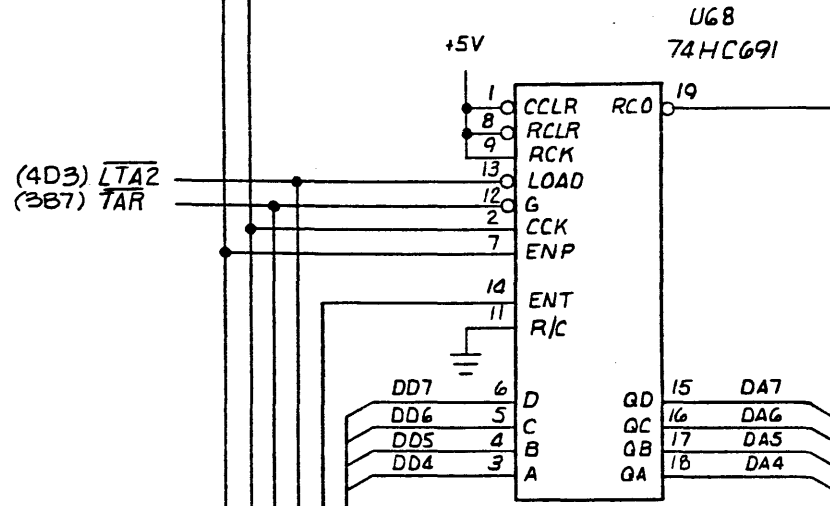 U68
74HC691
+5V
1 CCLR RCO 19
8 RCLR
9 RCK
(4D3) LTA2 13 LOAD
(3B7) TAR 12 G
2 CCK
7 ENP
14 ENT
11 R/C
DD7 6 D QD 15 DA7
DD6 5 C QC 16 DA6
DD5 4 B QB 17 DA5
DD4 3 A QA 18 DA4